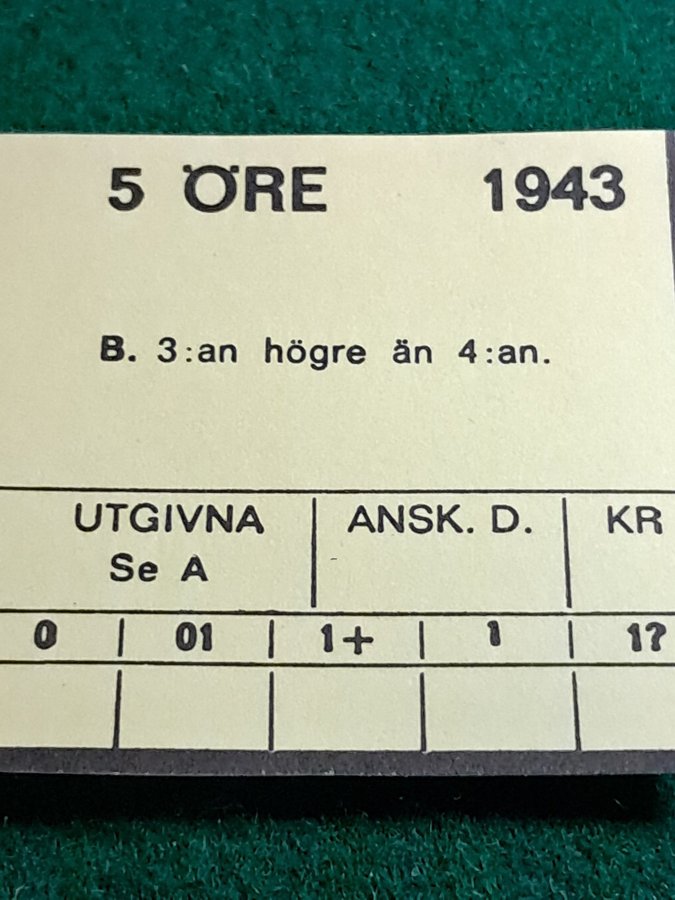 5 ÖRE 1943
B. 3:an högre än 4:an.
UTGIVNA ANSK. D. KR
Se A
0 01 1+ 1 1?